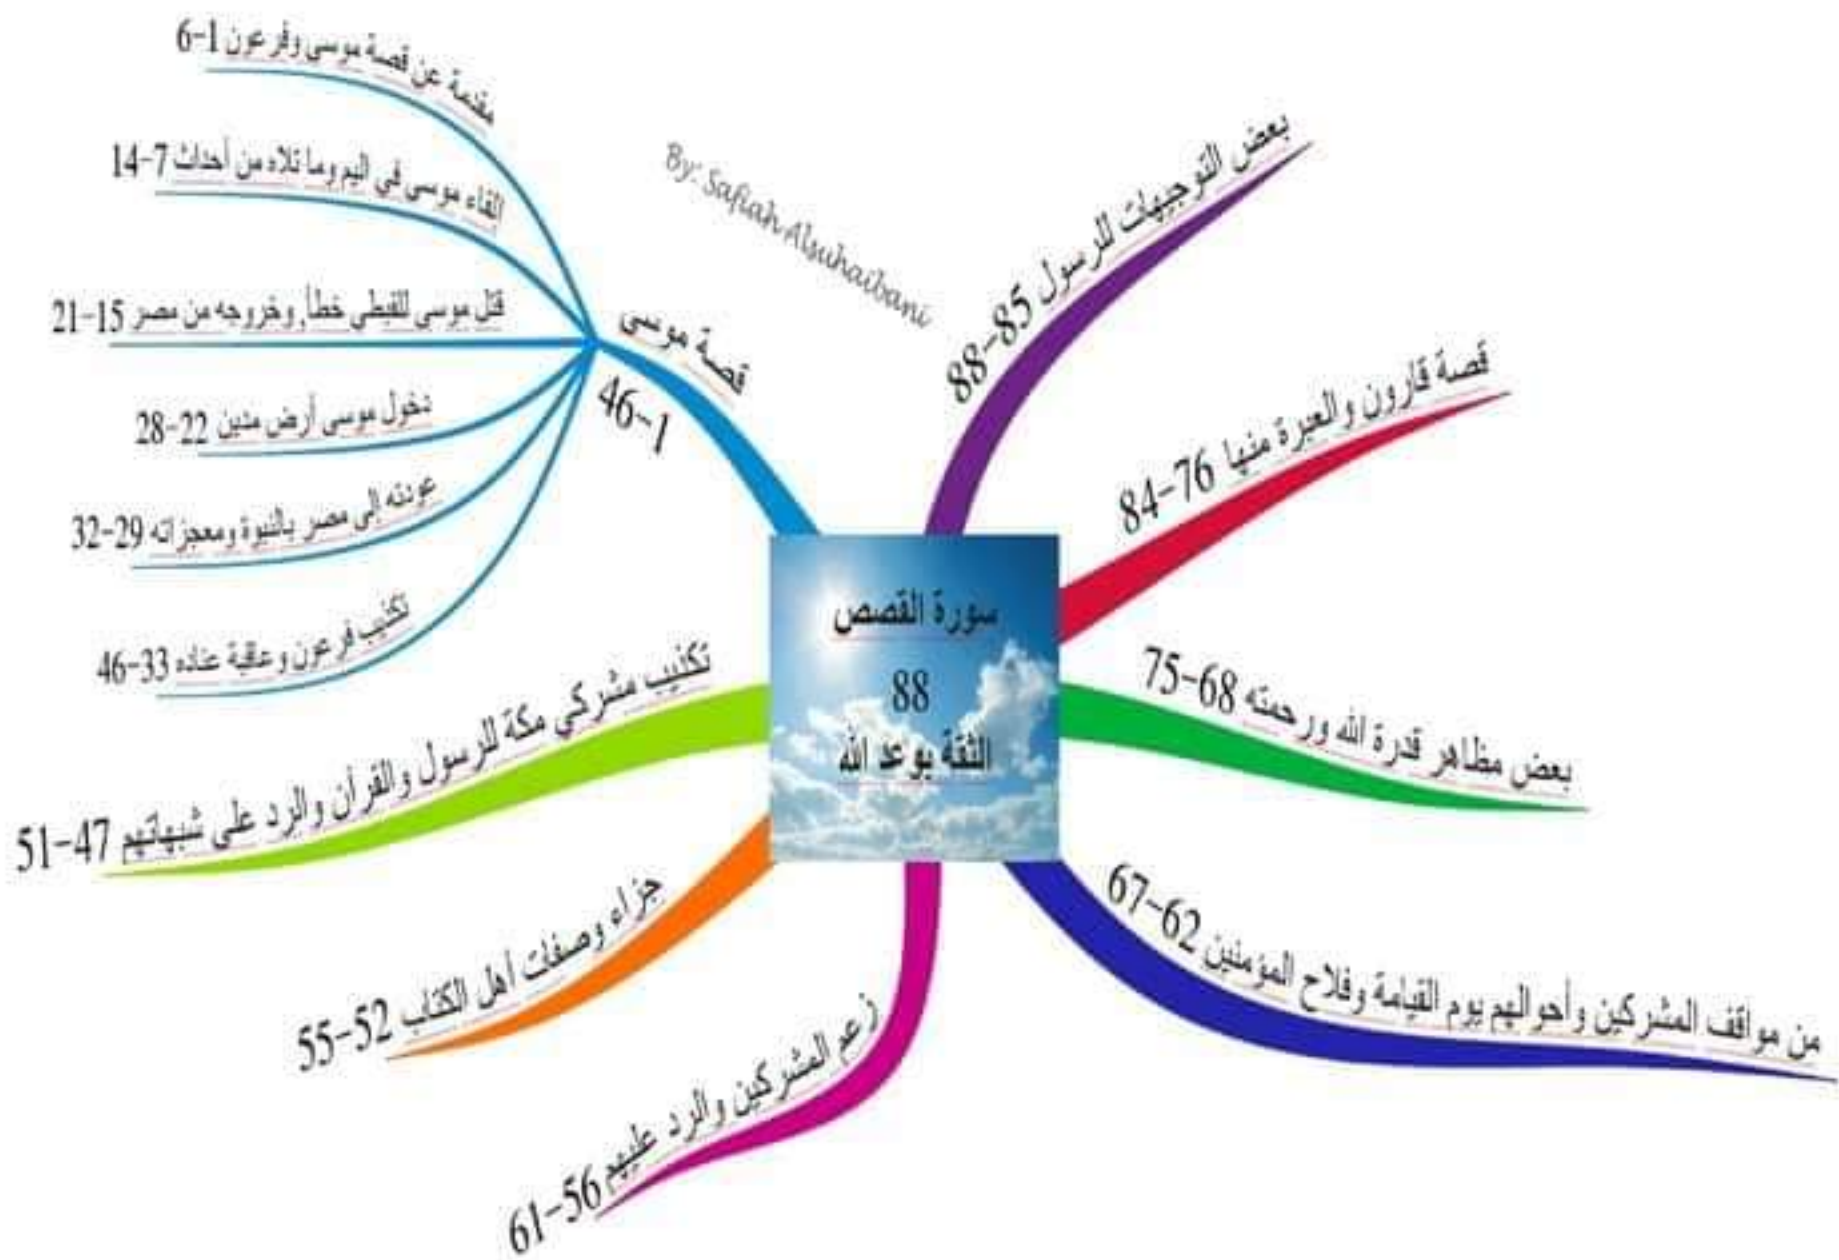 سورة القصص
88
الثقة بوعد الله
By: Safiah Alsuhaibani
قصة موسى
46-1
مقدمة عن قصة موسى وفرعون 1-6
القاء موسى في اليم وما تلاه من أحداث 7-14
قتل موسى للقبطي خطأ, وخروجه من مصر 15-21
دخول موسى أرض مدين 22-28
عودته إلى مصر بالنبوة ومعجزاته 29-32
تكذيب فرعون وعاقبة عناده 33-46
تكذيب مشركي مكة للرسول والقرآن والرد على شبهاتهم 47-51
جزاء وصفات أهل الكتاب 52-55
زعم المشركين والرد عليهم 56-61
من مواقف المشركين وأحوالهم يوم القيامة وفلاح المؤمنين 62-67
بعض مظاهر قدرة الله ورحمته 68-75
قصة قارون والعبرة منها 76-84
بعض التوجيهات للرسول 85-88